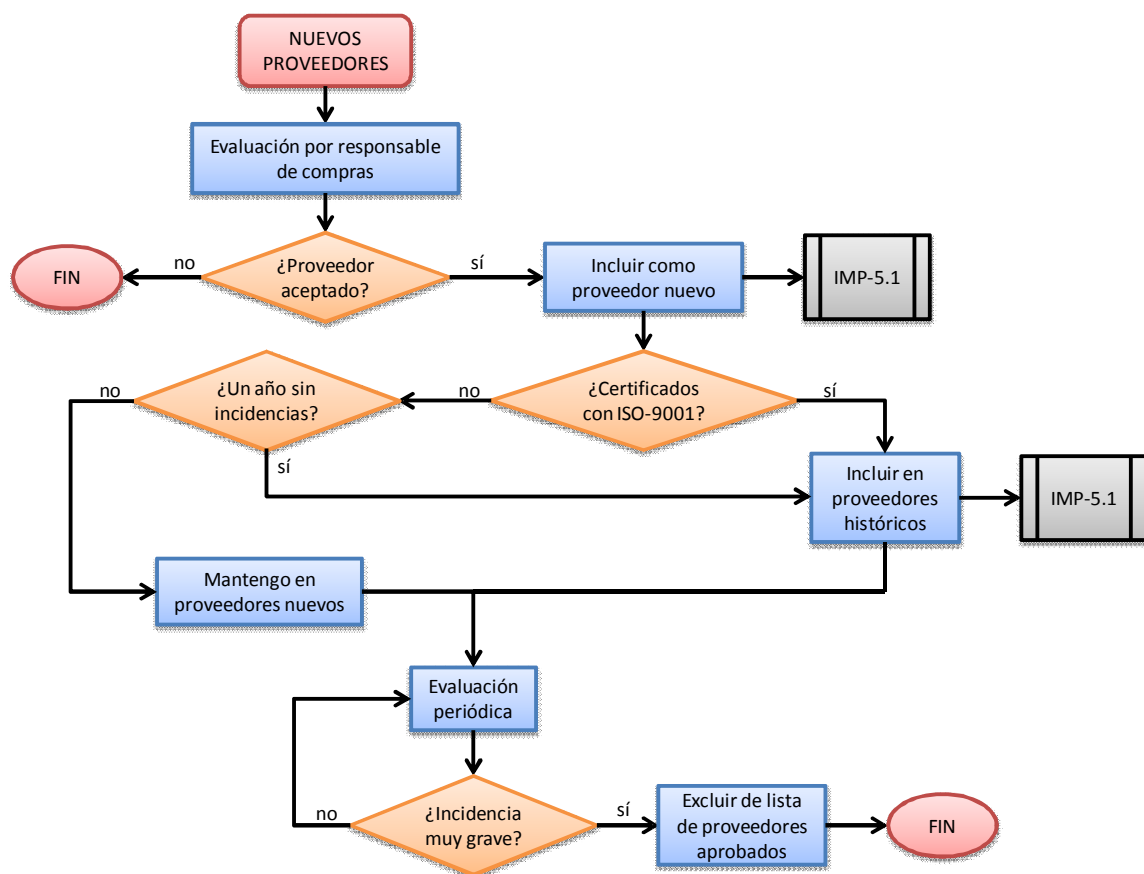 NUEVOS
PROVEEDORES
Evaluación por responsable
de compras
FIN
no
¿Proveedor
aceptado?
sí
Incluir como
proveedor nuevo
IMP-5.1
no
¿Un año sin
incidencias?
sí
no
¿Certificados
con ISO-9001?
sí
Incluir en
proveedores
históricos
IMP-5.1
Mantengo en
proveedores nuevos
Evaluación
periódica
no
¿Incidencia
muy grave?
sí
Excluir de lista
de proveedores
aprobados
FIN